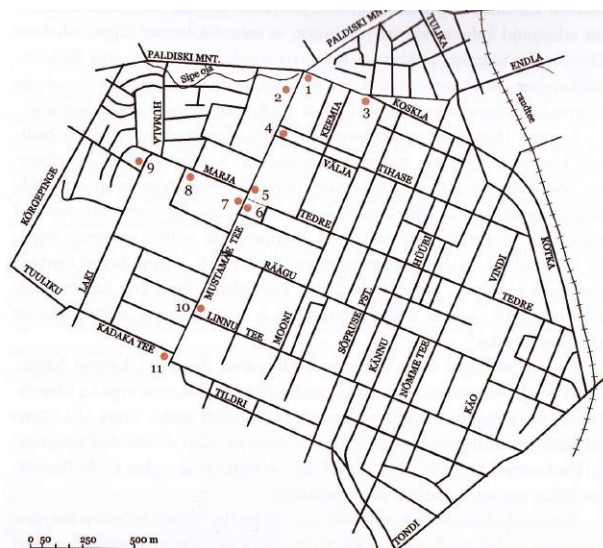 PALDISKI MNT.
TULIKA
ENDLA
raudtee
PALDISKI MNT.
Sipe oja
HUMALA
1
2
3
KOSKLA
KEEMIA
4
VÄLJA
TIHASE
9
8
MARJA
5
7
6
TEDRE
KÕRGEPINGE
KOTKA
RÜÜBI
VINDI
MUSTAMÄE TEE
RÄÄGU
TEDRE
TUULIKU
LAKI
SÕPRUSE PST.
10
LINNU TEE
MOONI
KÄNNU
NÕMME TEE
KADAKA TEE
11
TILDRI
KÄO
TONDI
0 50 250 500 m